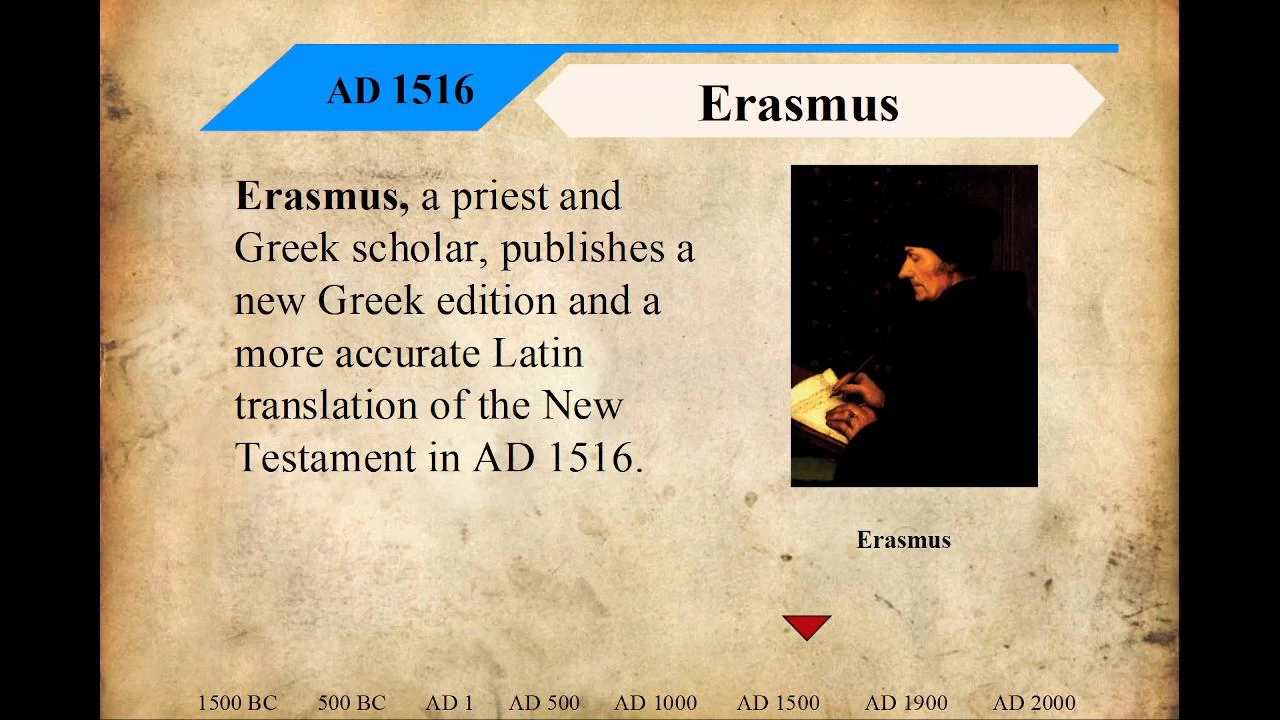 AD 1516
Erasmus
Erasmus, a priest and
Greek scholar, publishes a
new Greek edition and a
more accurate Latin
translation of the New
Testament in AD 1516.
Erasmus
1500 BC 500 BC AD 1 AD 500 AD 1000 AD 1500 AD 1900 AD 2000